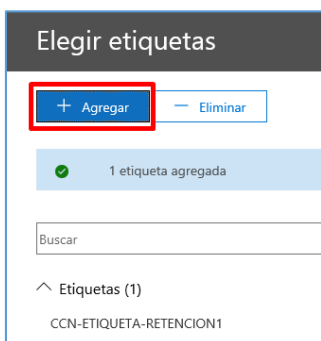 Elegir etiquetas
+ Agregar — Eliminar
1 etiqueta agregada
Buscar
Etiquetas (1)
CCN-ETIQUETA-RETENCION1